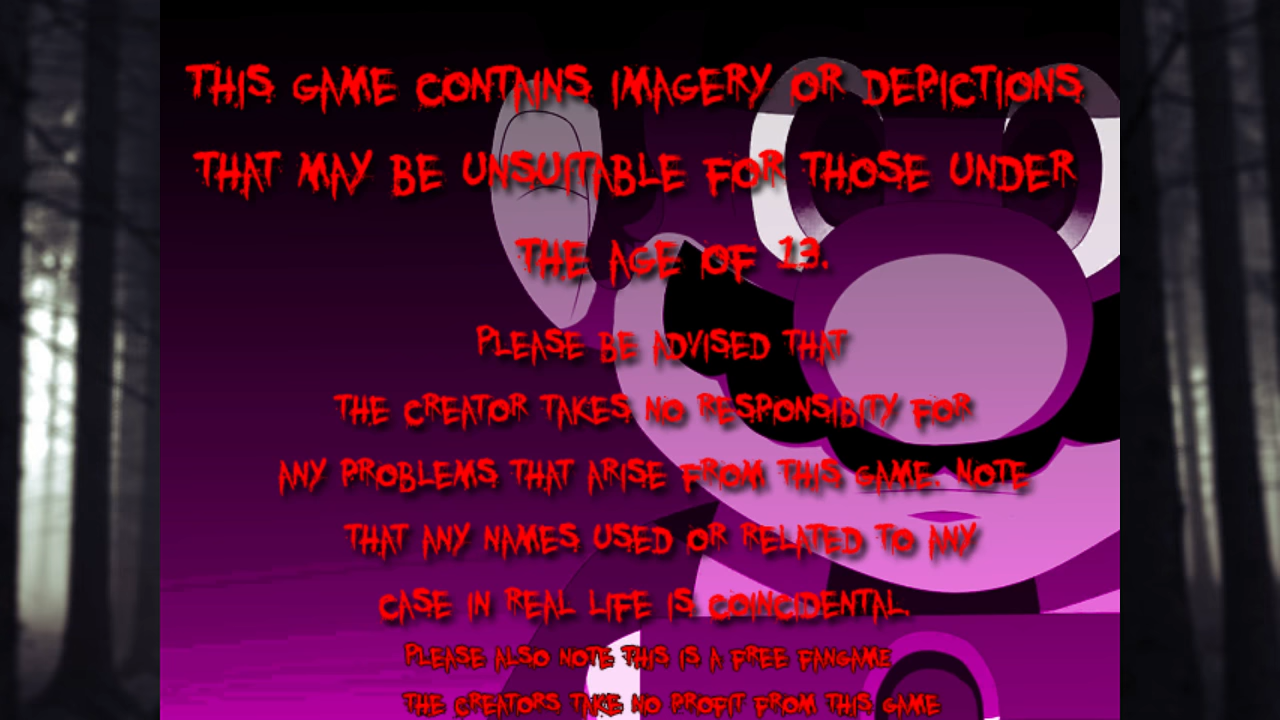 THIS GAME CONTAINS IMAGERY OR DEPICTIONS
THAT MAY BE UNSUITABLE FOR THOSE UNDER
THE AGE OF 13.
PLEASE BE ADVISED THAT
THE CREATOR TAKES NO RESPONSIBITY FOR
ANY PROBLEMS THAT ARISE FROM THIS GAME. NOTE
THAT ANY NAMES USED OR RELATED TO ANY
CASE IN REAL LIFE IS COINCIDENTAL.
PLEASE ALSO NOTE THIS IS A FREE FANGAME
THE CREATORS TAKE NO PROFIT FROM THIS GAME